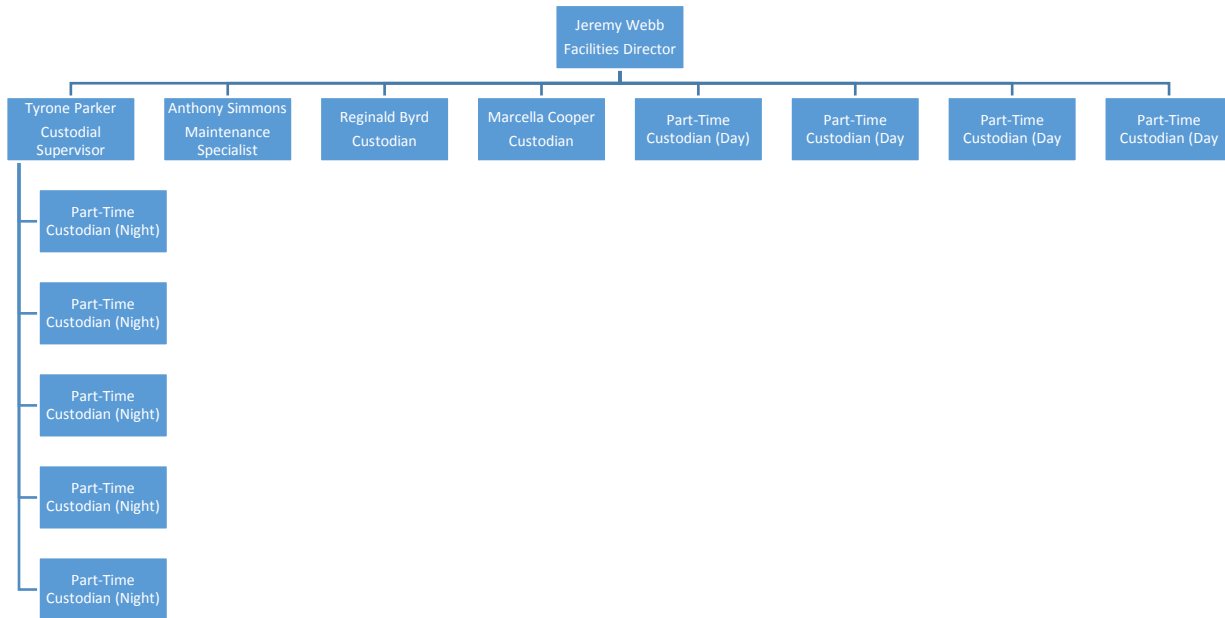 Jeremy Webb
Facilities Director
Tyrone Parker
Custodial
Supervisor
Anthony Simmons
Maintenance
Specialist
Reginald Byrd
Custodian
Marcella Cooper
Custodian
Part-Time
Custodian (Day)
Part-Time
Custodian (Day
Part-Time
Custodian (Day
Part-Time
Custodian (Day
Part-Time
Custodian (Night)
Part-Time
Custodian (Night)
Part-Time
Custodian (Night)
Part-Time
Custodian (Night)
Part-Time
Custodian (Night)